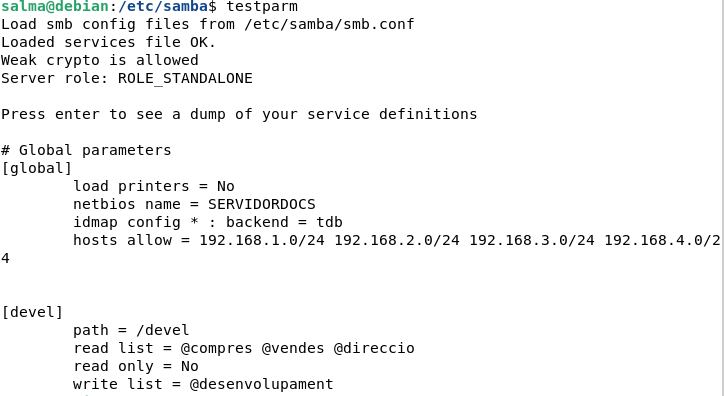 salma@debian:/etc/samba$ testparm
Load smb config files from /etc/samba/smb.conf
Loaded services file OK.
Weak crypto is allowed
Server role: ROLE_STANDALONE
Press enter to see a dump of your service definitions
# Global parameters
[global]
load printers = No
netbios name = SERVIDORDOCS
idmap config * : backend = tdb
hosts allow = 192.168.1.0/24 192.168.2.0/24 192.168.3.0/24 192.168.4.0/2
4
[devel]
path = /devel
read list = @compres @vendes @direccio
read only = No
write list = @desenvolupament